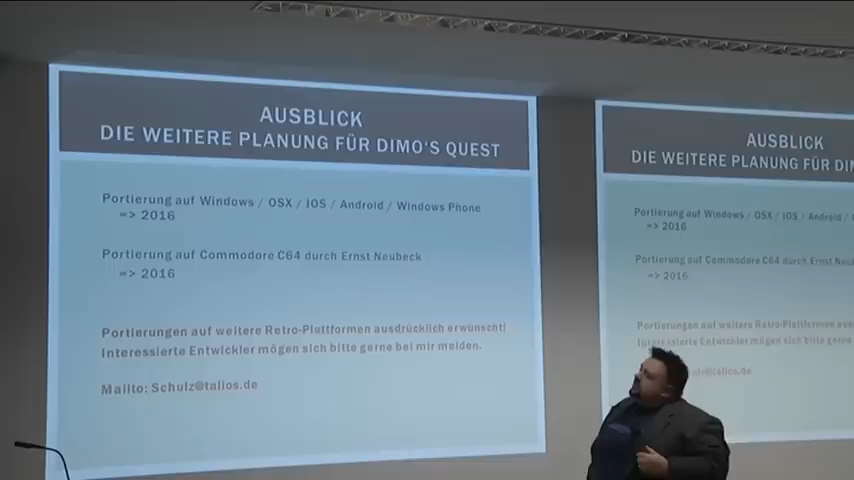 AUSBLICK
DIE WEITERE PLANUNG FÜR DIMO'S QUEST
Portierung auf Windows / OSX / IOS / Android / Windows Phone
=> 2016
Portierung auf Commodore C64 durch Ernst Neubeck
=> 2016
Portierungen auf weitere Retro-Plattformen ausdrücklich erwünscht!
Interessierte Entwickler mögen sich bitte gerne bei mir melden.
Mailto: Schulz@talios.de
AUSBLICK
DIE WEITERE PLANUNG FÜR
Portierung auf Windows / OSX / IOS / Android /
=> 2016
Portierung auf Commodore C64 durch Ernst
=> 2016
Portierungen auf weitere Retro-Plattformen
Interessierte Entwickler mögen sich bitte gerne